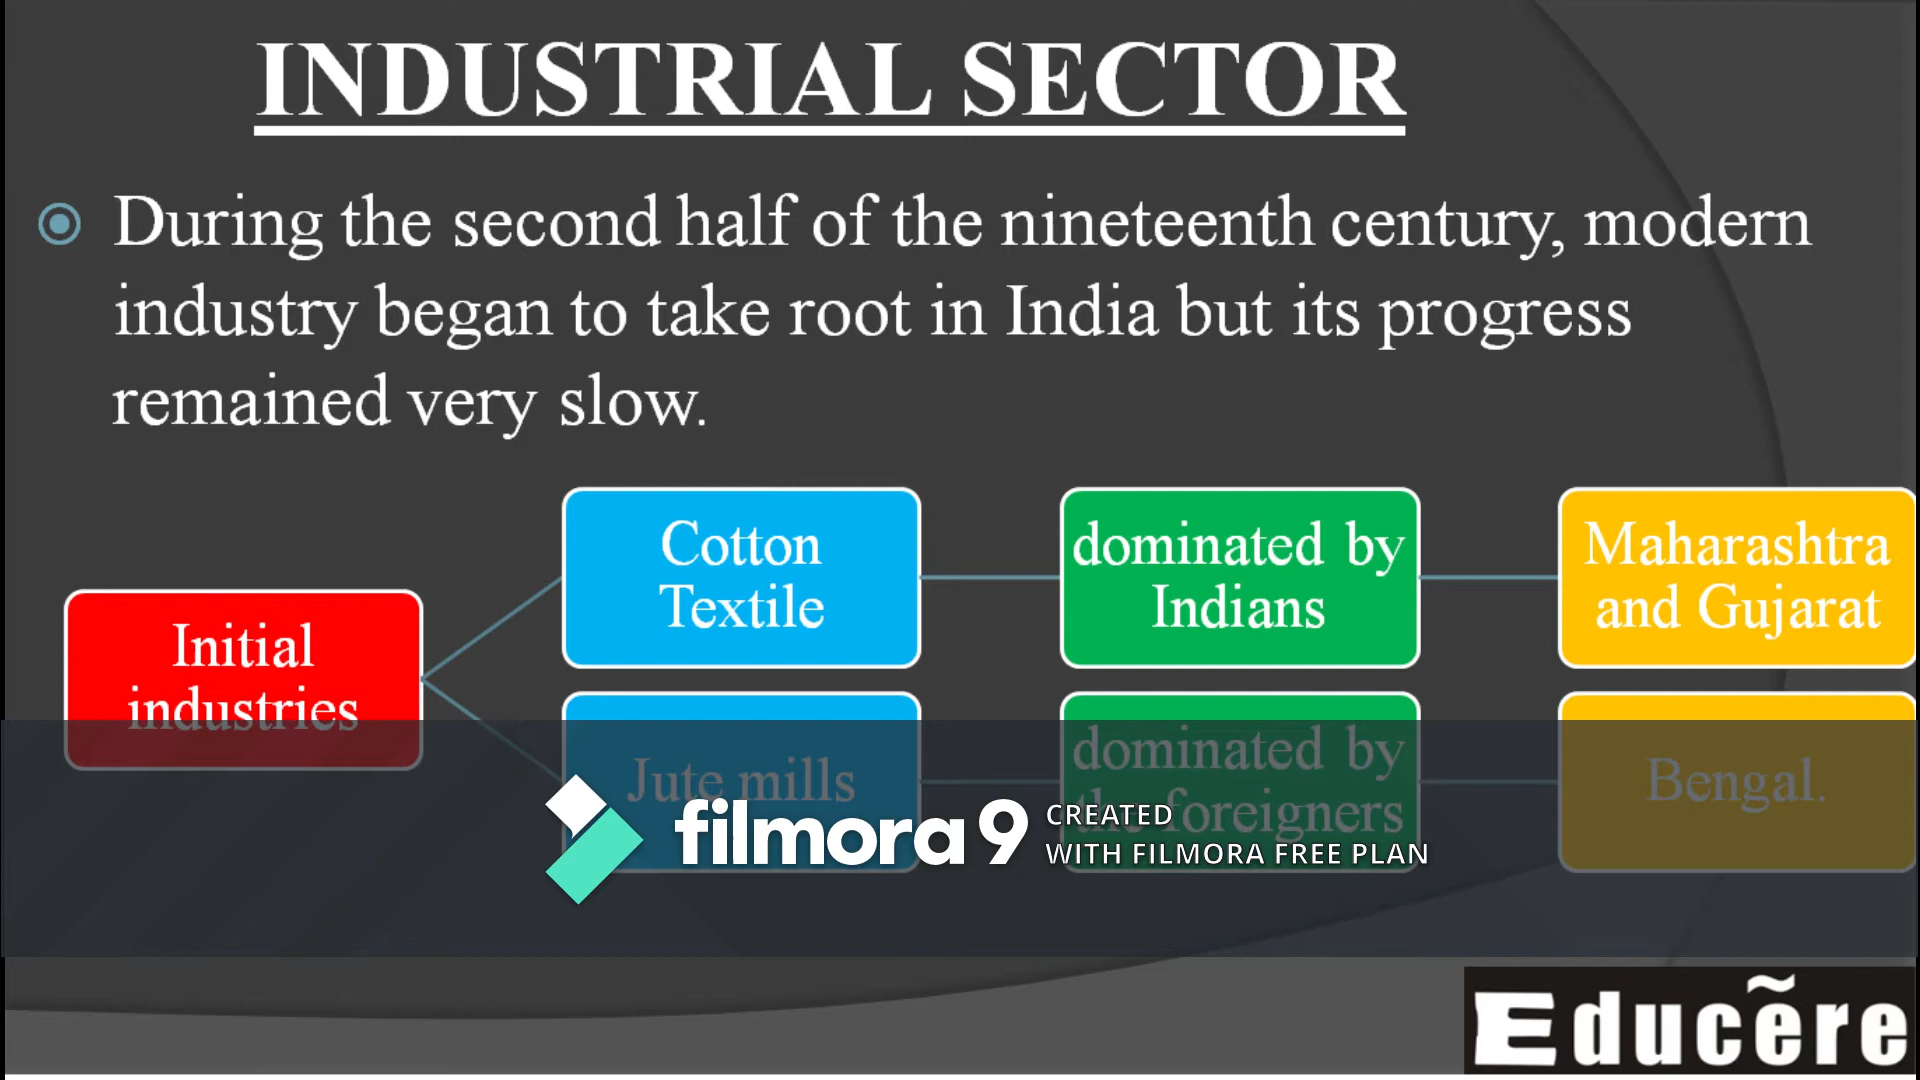 INDUSTRIAL SECTOR
During the second half of the nineteenth century, modern
industry began to take root in India but its progress
remained very slow.
Initial
industries
Cotton
Textile
dominated by
Indians
Maharashtra
and Gujarat
Jute mills
dominated by
the foreigners
Bengal.
filmora 9
CREATED
WITH FILMORA FREE PLAN
Educẽre